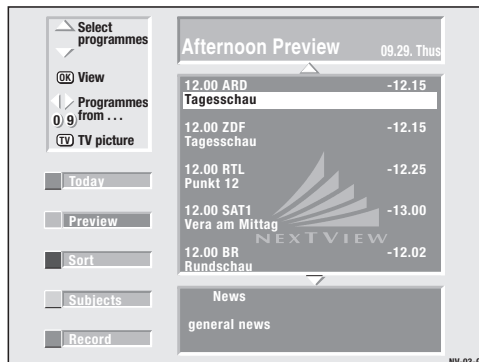 Select
programmes
OK View
Programmes
0 9 from ...
TV TV picture
Today
Preview
Sort
Subjects
Record
Afternoon Preview 09.29. Thus
12.00 ARD -12.15
Tagesschau
12.00 ZDF -12.15
Tagesschau
12.00 RTL -12.25
Punkt 12
12.00 SAT1 -13.00
Vera am Mittag
NEXTVIEW
12.00 BR -12.02
Rundschau
News
general news